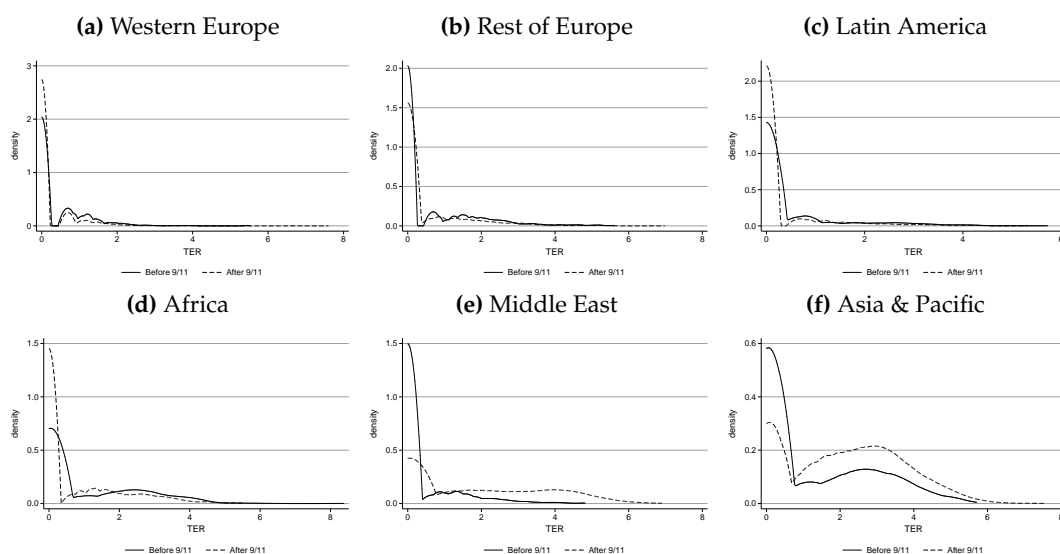 (a) Western Europe
3
2
1
0
density
0 2 4 6 8
TER
Before 9/11 After 9/11
(b) Rest of Europe
2.0
1.5
1.0
0.5
0.0
density
0 2 4 6 8
TER
Before 9/11 After 9/11
(c) Latin America
2.0
1.5
1.0
0.5
0.0
density
0 2 4 6
TER
Before 9/11 After 9/11
(d) Africa
1.5
1.0
0.5
0.0
density
0 2 4 6 8
TER
Before 9/11 After 9/11
(e) Middle East
1.5
1.0
0.5
0.0
density
0 2 4 6 8
TER
Before 9/11 After 9/11
(f) Asia & Pacific
0.6
0.4
0.2
0.0
density
0 2 4 6 8
TER
Before 9/11 After 9/11